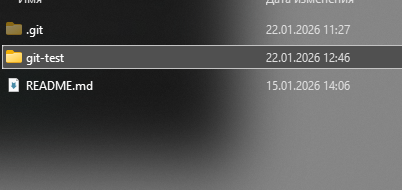 Имя Дата изменения
.git 22.01.2026 11:27
git-test 22.01.2026 12:46
README.md 15.01.2026 14:06